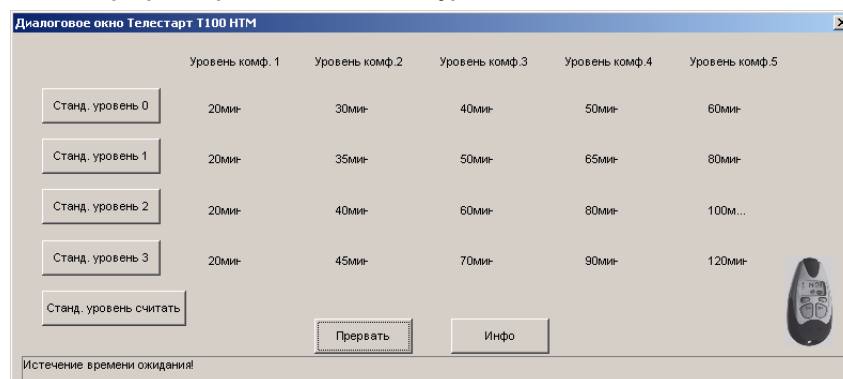 Диалоговое окно Телестарт T100 HTM
Уровень комф. 1 Уровень комф.2 Уровень комф.3 Уровень комф.4 Уровень комф.5
Станд. уровень 0 20мин 30мин 40мин 50мин 60мин
Станд. уровень 1 20мин 35мин 50мин 65мин 80мин
Станд. уровень 2 20мин 40мин 60мин 80мин 100м...
Станд. уровень 3 20мин 45мин 70мин 90мин 120мин
Станд. уровень считать
Прервать Инфо
Истечение времени ожидания!